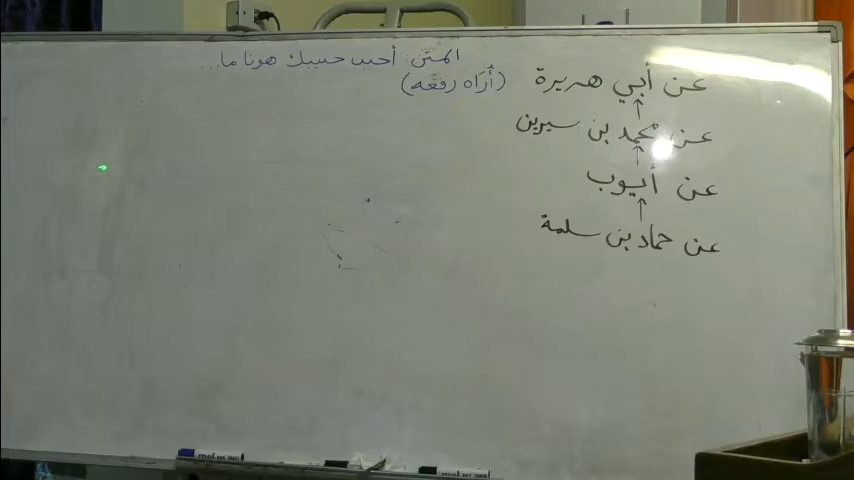 المتن: أحبب حبيبك هونا ما...
(أُرَاه رفعه)
عن أبي هريرة
عن محمد بن سيرين
عن أيوب
عن حماد بن سلمة